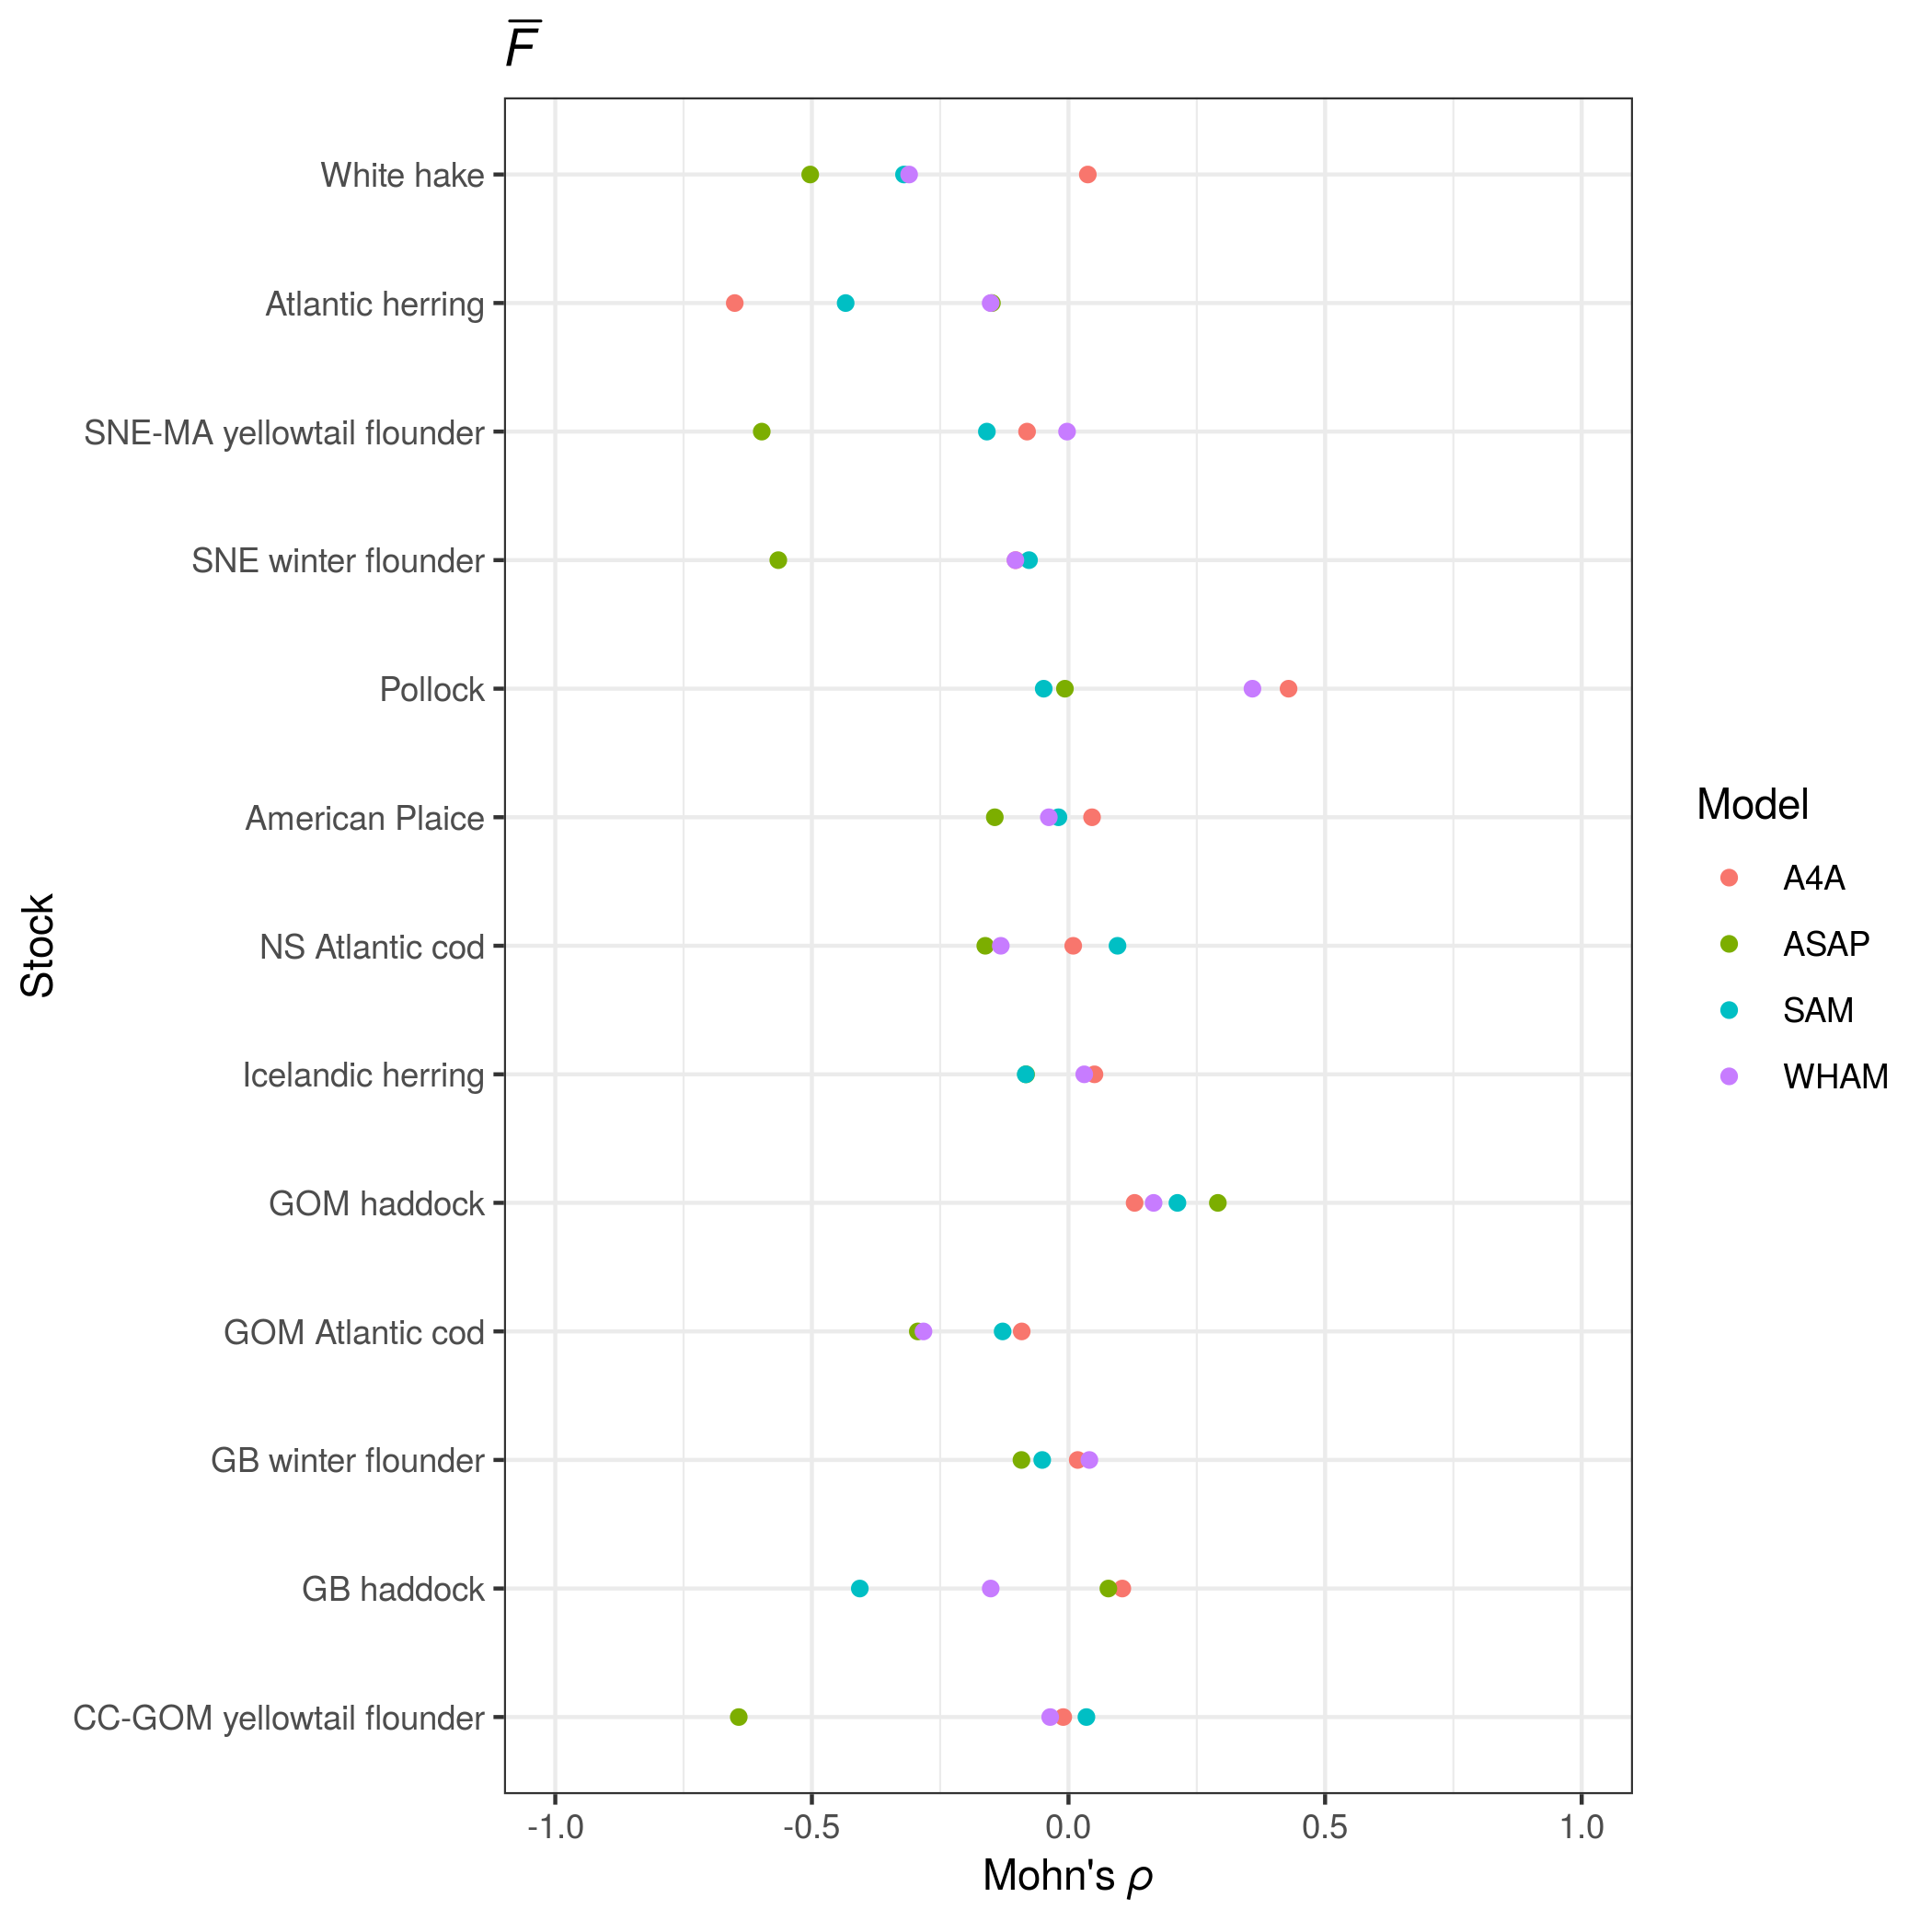 F̅
White hake
Atlantic herring
SNE-MA yellowtail flounder
SNE winter flounder
Pollock
American Plaice
NS Atlantic cod
Icelandic herring
GOM haddock
GOM Atlantic cod
GB winter flounder
GB haddock
CC-GOM yellowtail flounder
Stock
-1.0 -0.5 0.0 0.5 1.0
Mohn's ρ
Model
A4A
ASAP
SAM
WHAM